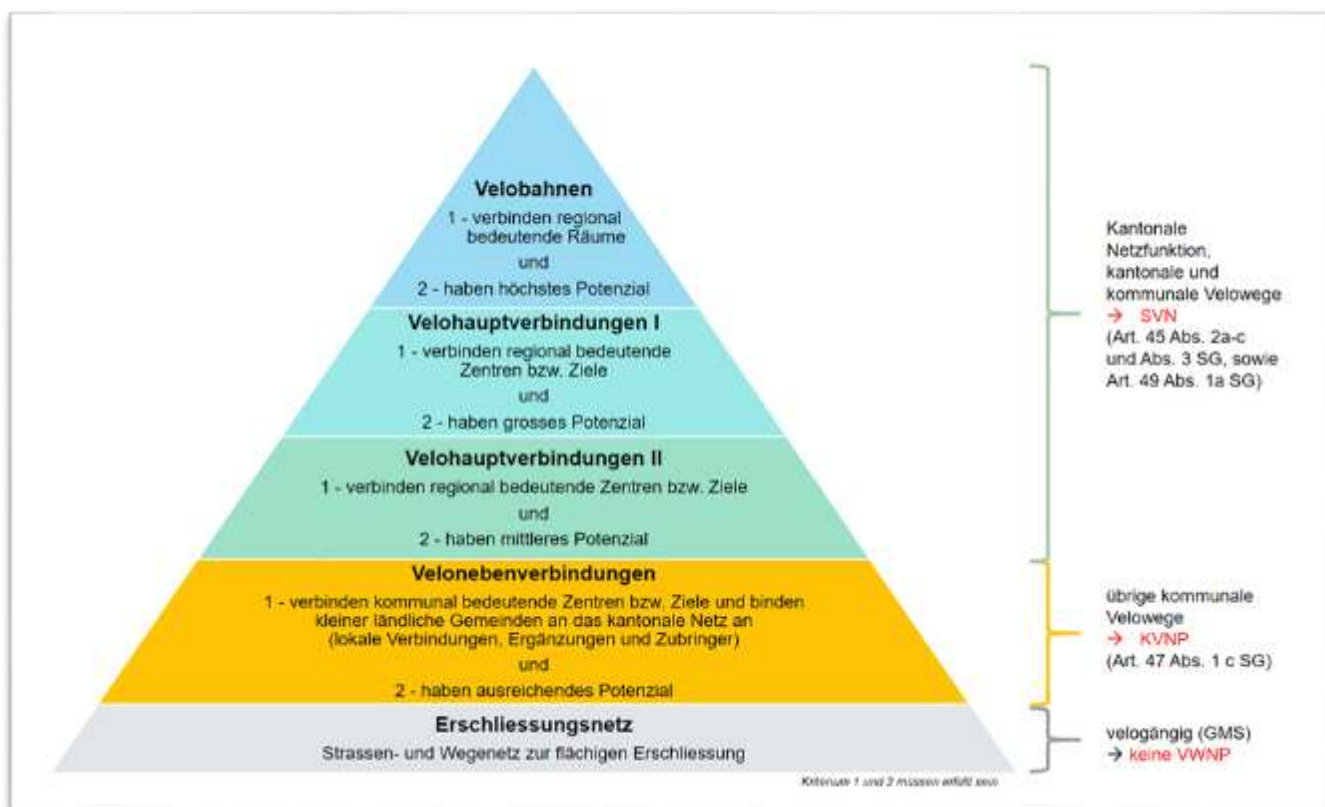 Velobahnen
1 - verbinden regional
bedeutende Räume
und
2 - haben höchstes Potenzial
Velohauptverbindungen I
1 - verbinden regional bedeutende
Zentren bzw. Ziele
und
2 - haben grosses Potenzial
Velohauptverbindungen II
1 - verbinden regional bedeutende Zentren bzw. Ziele
und
2 - haben mittleres Potenzial
Velonebenverbindungen
1 - verbinden kommunal bedeutende Zentren bzw. Ziele und binden
kleiner ländliche Gemeinden an das kantonale Netz an
(lokale Verbindungen, Ergänzungen und Zubringer)
und
2 - haben ausreichendes Potenzial
Erschliessungsnetz
Strassen- und Wegenetz zur flächigen Erschliessung
Kriterium 1 und 2 müssen erfüllt sein
Kantonale
Netzfunktion,
kantonale und
kommunale Velowege
→ SVN
(Art. 45 Abs. 2a-c
und Abs. 3 SG, sowie
Art. 49 Abs. 1a SG)
übrige kommunale
Velowege
→ KVNP
(Art. 47 Abs. 1 c SG)
velogängig (GMS)
→ keine VWNP